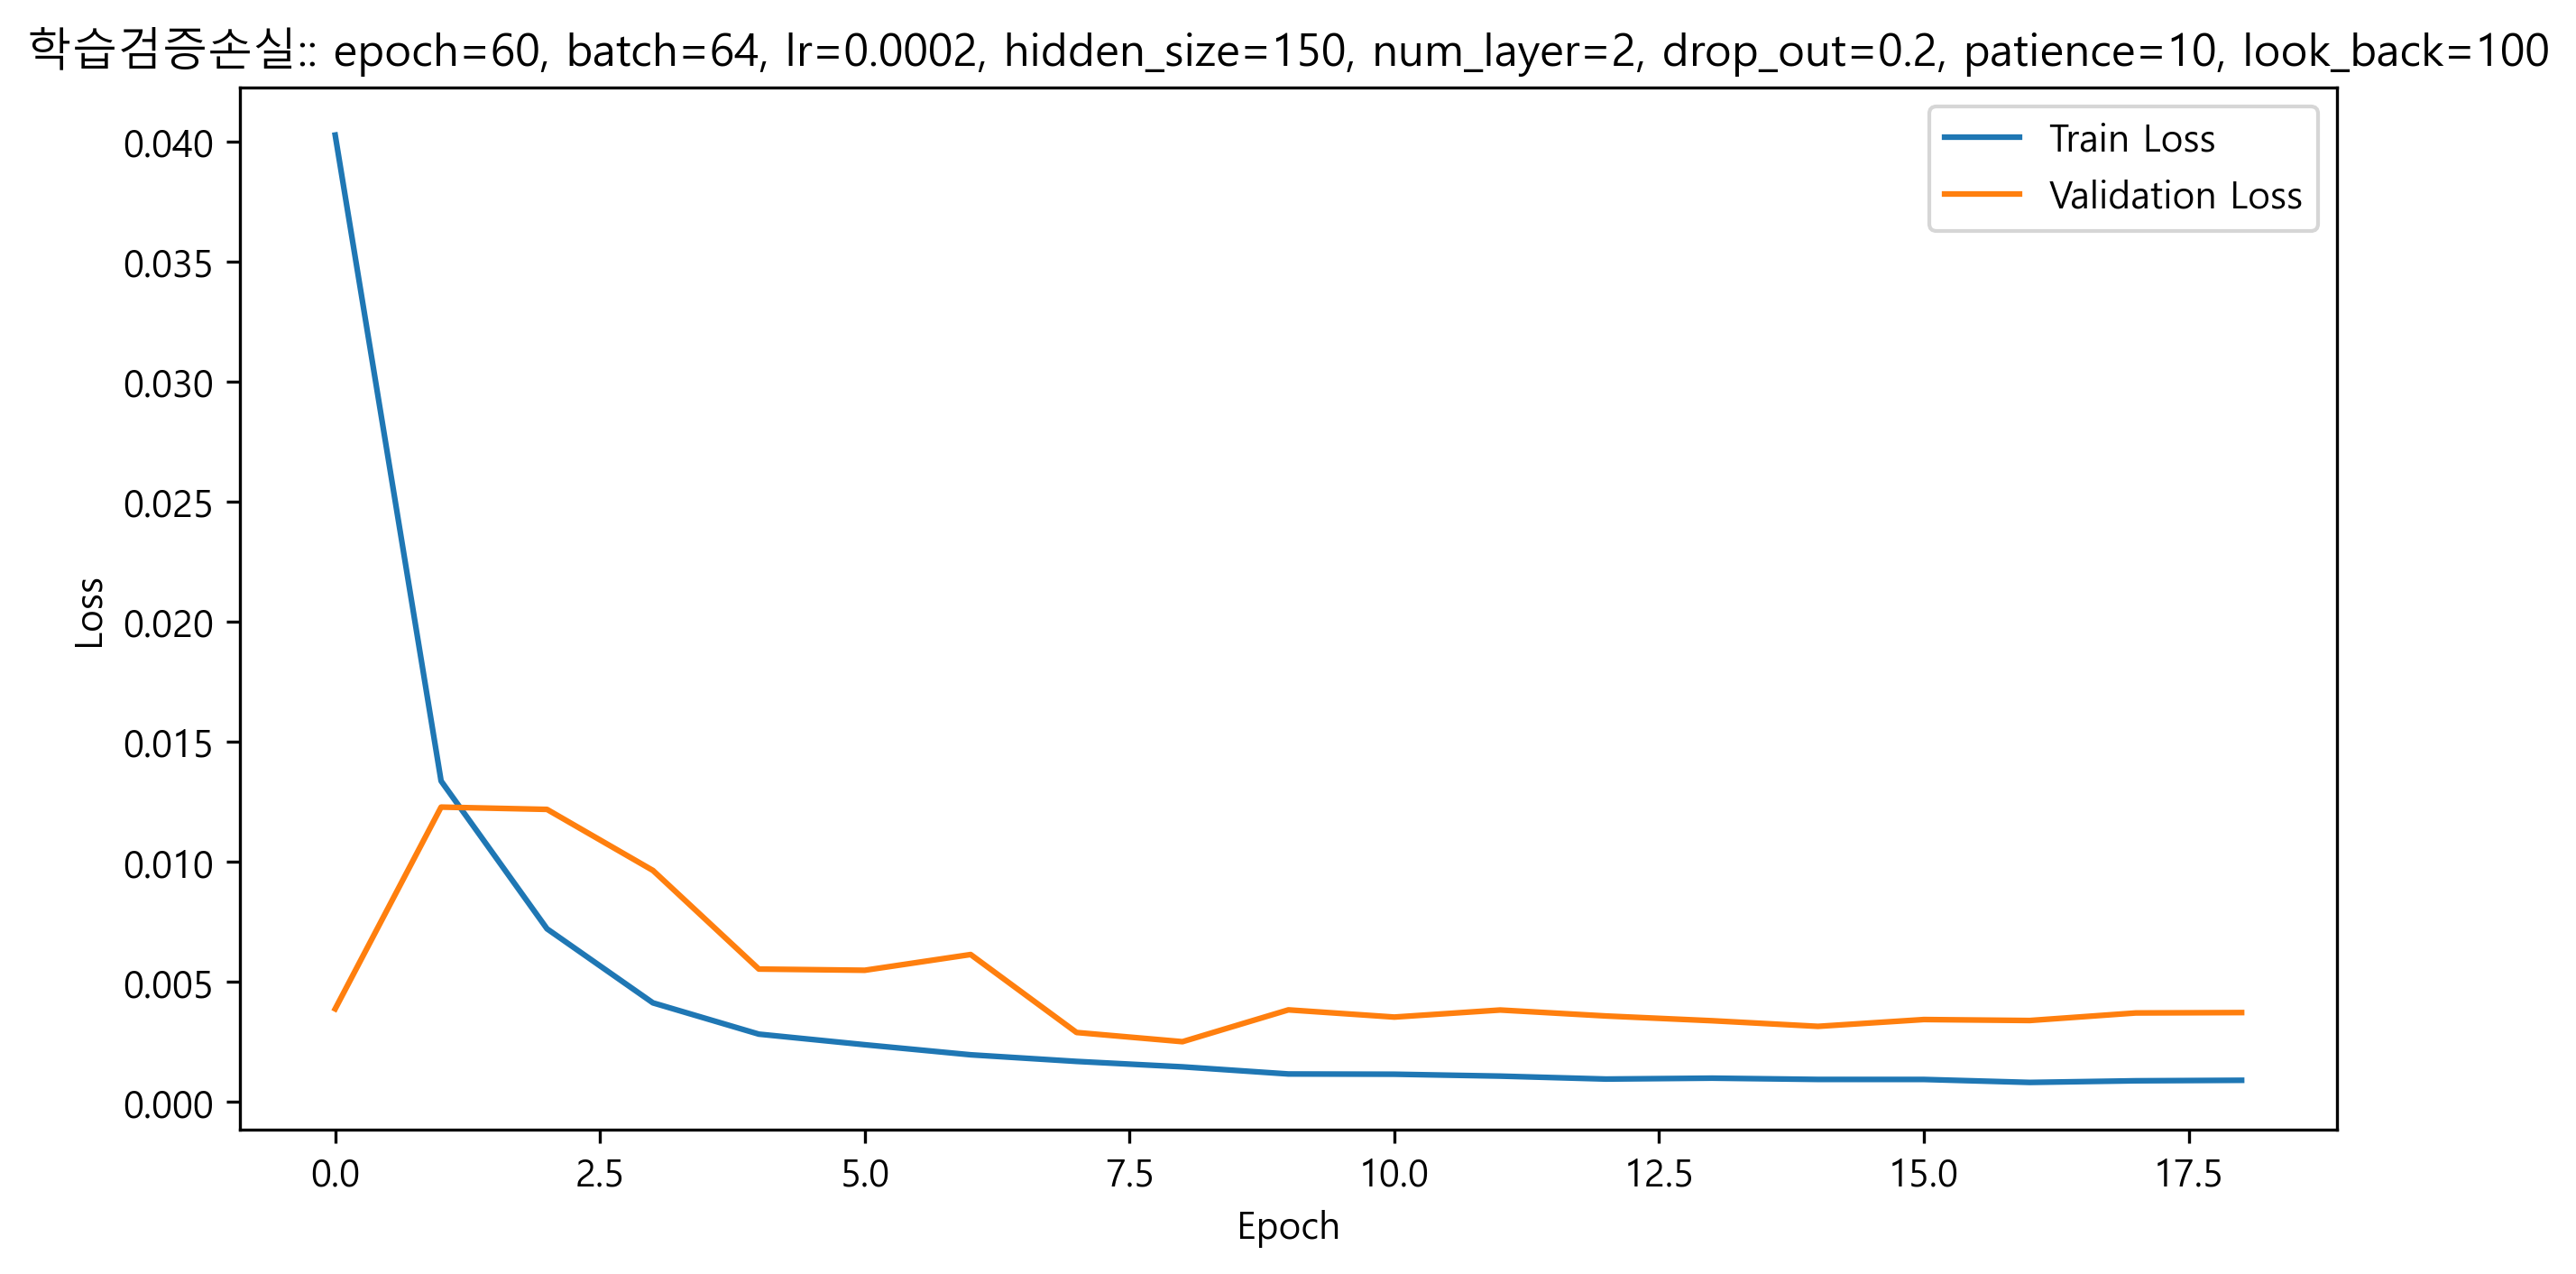 학습검증손실:: epoch=60, batch=64, lr=0.0002, hidden_size=150, num_layer=2, drop_out=0.2, patience=10, look_back=100
Train Loss
Validation Loss
0.040
0.035
0.030
0.025
0.020
0.015
0.010
0.005
0.000
Loss
0.0 2.5 5.0 7.5 10.0 12.5 15.0 17.5
Epoch